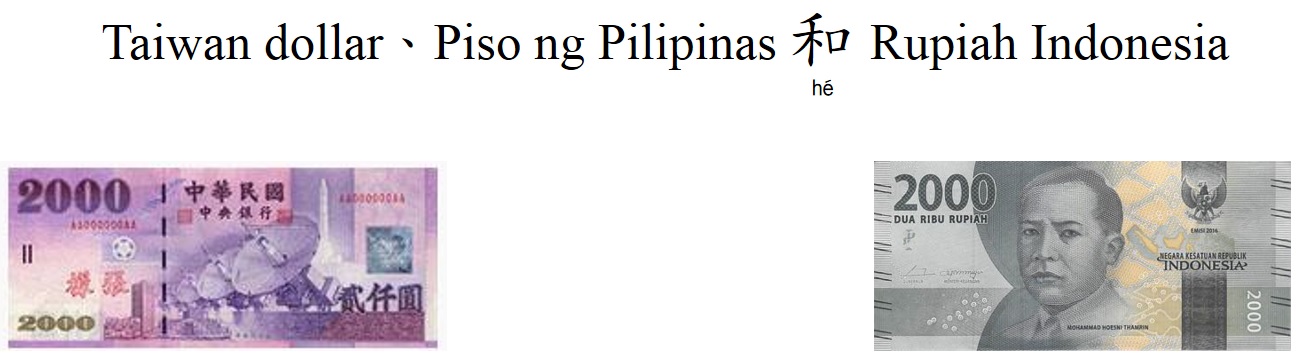 Taiwan dollar、Piso ng Pilipinas 和 Rupiah Indonesia
hé
2000
中華民國
中央銀行
AA000000AA
AA000000AA
樣張
貳仟圓
2000
2000
DUA RIBU RUPIAH
EMISI 2016
NEGARA KESATUAN REPUBLIK
INDONESIA
2000
MOHAMMAD HOESNI THAMRIN